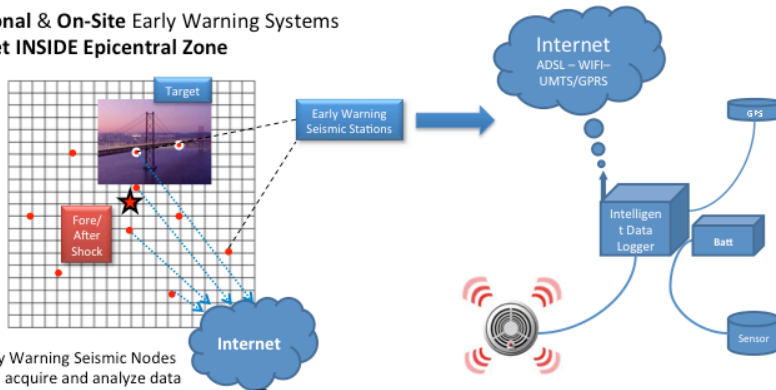 onal & On-Site Early Warning Systems
et INSIDE Epicentral Zone
Target
Early Warning
Seismic Stations
Fore/
After
Shock
Internet
y Warning Seismic Nodes
acquire and analyze data
Internet
ADSL – WIFI–
UMTS/GPRS
GPS
Intelligen
t Data
Logger
Batt
Sensor